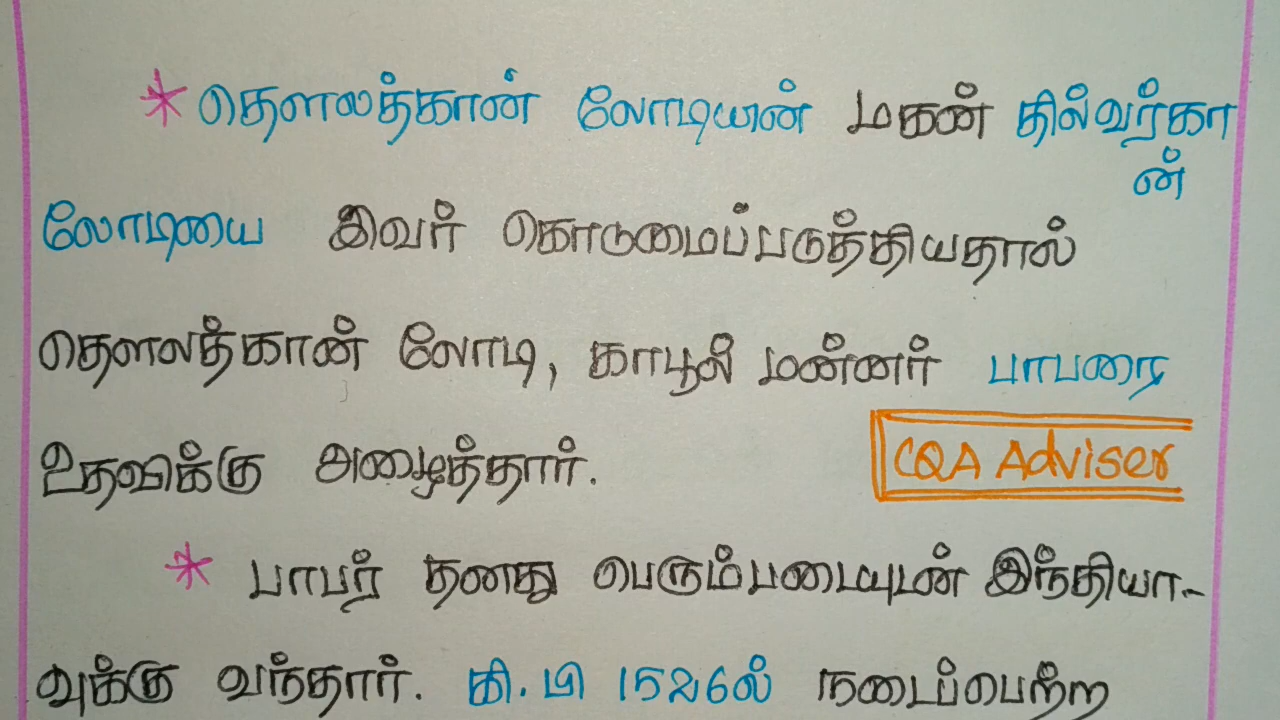 * தௌலத்கான் லோடியின் மகன் தில்வர்கா
ன்
லோடியை இவர் கொடுமைப்படுத்தியதால்
தௌலத்கான் லோடி, காபூல் மன்னர் பாபரை
உதவிக்கு அழைத்தார்.
CQA Adviser
* பாபர் தனது பெரும்படையுடன் இந்தியா-
வுக்கு வந்தார். கி.பி 1526ல் நடைப்பெற்ற